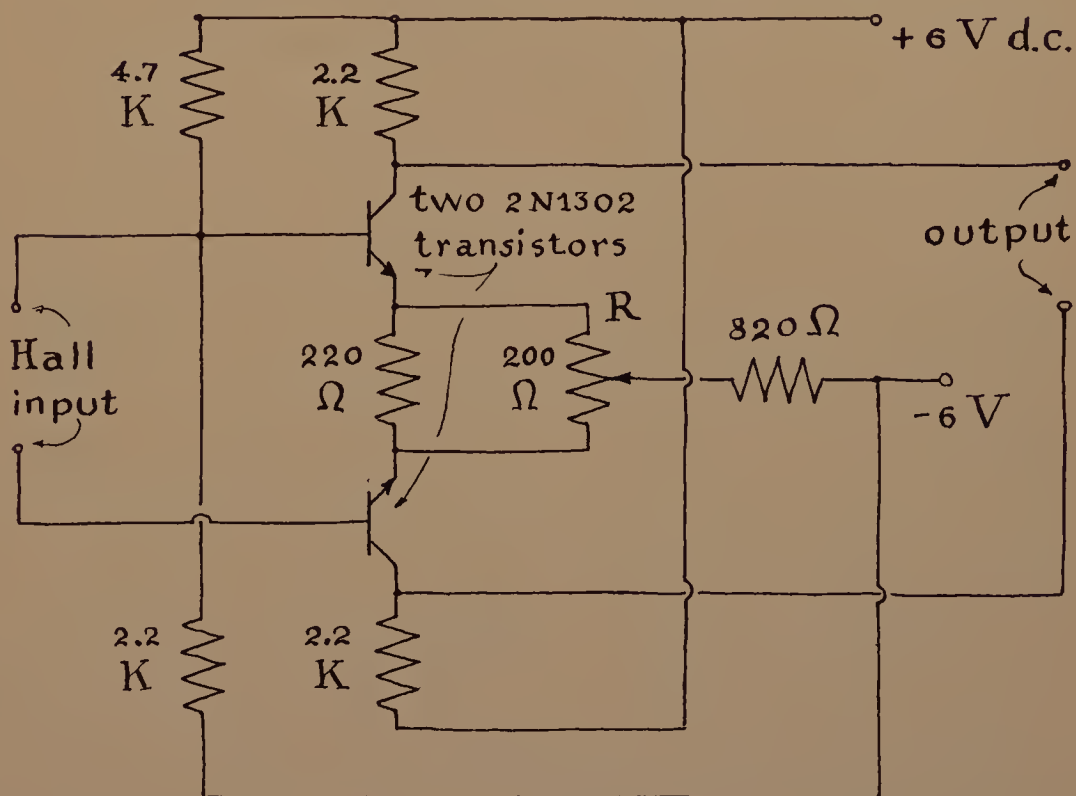 +6 V d.c.
4.7
K
2.2
K
two 2N1302
transistors
output
Hall
input
220
Ω
R
200
Ω
820 Ω
-6 V
2.2
K
2.2
K